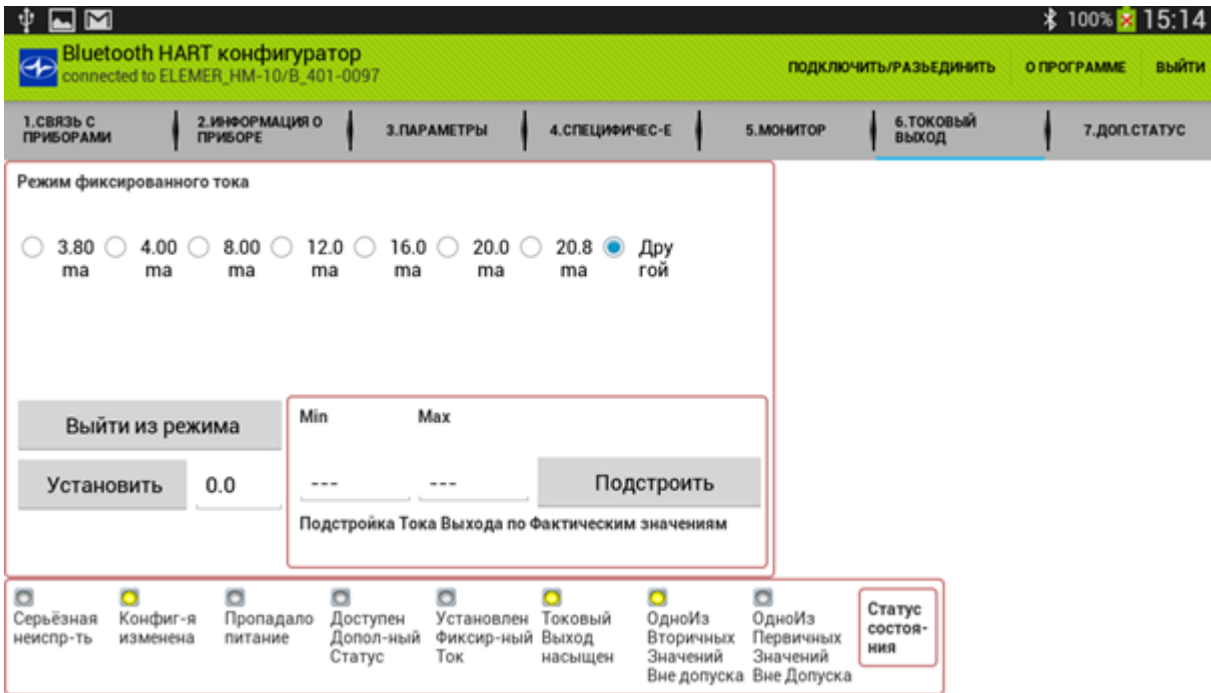 100% 15:14
Bluetooth HART конфигуратор
connected to ELEMER_HM-10/B_401-0097
ПОДКЛЮЧИТЬ/РАЗЬЕДИНИТЬ О ПРОГРАММЕ ВЫЙТИ
1.СВЯЗЬ С
ПРИБОРАМИ
2.ИНФОРМАЦИЯ О
ПРИБОРЕ
3.ПАРАМЕТРЫ
4.СПЕЦИФИЧЕС-Е
5.МОНИТОР
6.ТОКОВЫЙ
ВЫХОД
7.ДОП.СТАТУС
Режим фиксированного тока
3.80
ma
4.00
ma
8.00
ma
12.0
ma
16.0
ma
20.0
ma
20.8
ma
Дру
гой
Выйти из режима
Установить
0.0
Min Max
--- ---
Подстроить
Подстройка Тока Выхода по Фактическим значениям
Серьёзная
неиспр-ть
Конфиг-я
изменена
Пропадало
питание
Доступен
Допол-ный
Статус
Установлен
Фиксир-ный
Ток
Токовый
Выход
насыщен
ОдноИз
Вторичных
Значений
Вне допуска
ОдноИз
Первичных
Значений
Вне Допуска
Статус
состоя-
ния